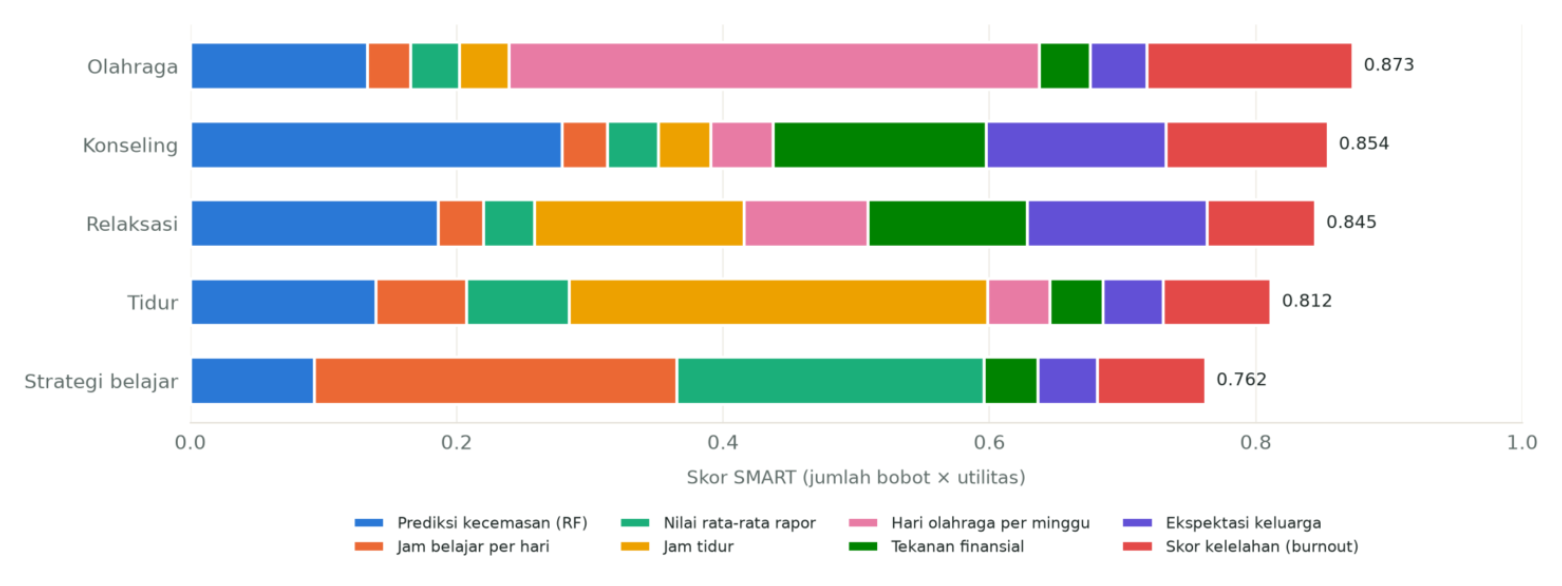 Olahraga
0.873
Konseling
0.854
Relaksasi
0.845
Tidur
0.812
Strategi belajar
0.762
0.0 0.2 0.4 0.6 0.8 1.0
Skor SMART (jumlah bobot × utilitas)
Prediksi kecemasan (RF) Nilai rata-rata rapor Hari olahraga per minggu Ekspektasi keluarga
Jam belajar per hari Jam tidur Tekanan finansial Skor kelelahan (burnout)